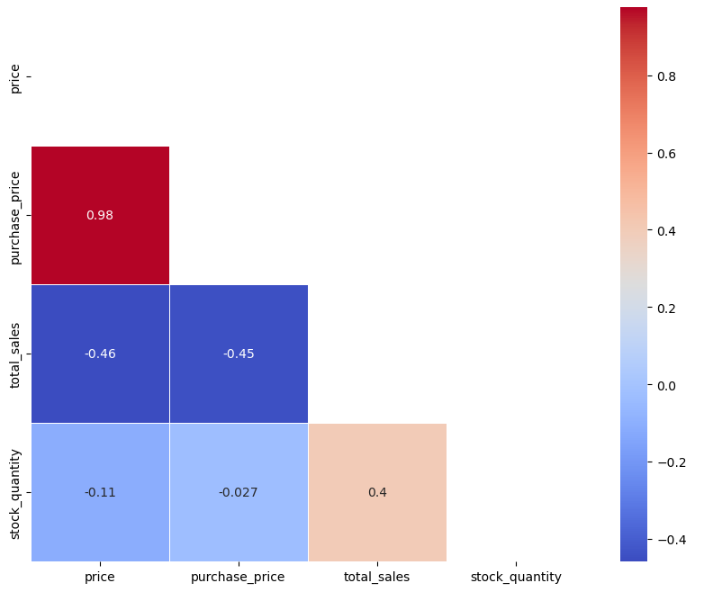 price
purchase_price
total_sales
stock_quantity
0.98
-0.46
-0.45
-0.11
-0.027
0.4
price
purchase_price
total_sales
stock_quantity
0.8
0.6
0.4
0.2
0.0
−0.2
−0.4